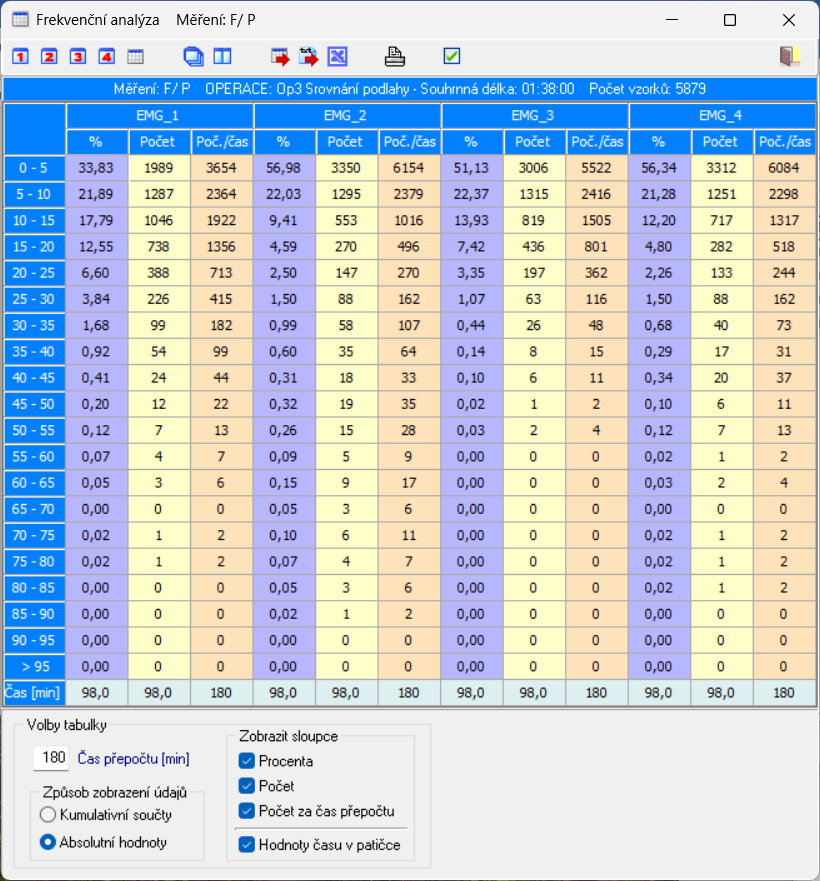 Frekvenční analýza Měření: F/ P
1 2 3 4 txt
Měření: F/ P OPERACE: Op3 Srovnání podlahy - Souhrnná délka: 01:38:00 Počet vzorků: 5879
EMG_1 EMG_2 EMG_3 EMG_4
% Počet Poč./čas % Počet Poč./čas % Počet Poč./čas % Počet Poč./čas
0 - 5 33,83 1989 3654 56,98 3350 6154 51,13 3006 5522 56,34 3312 6084
5 - 10 21,89 1287 2364 22,03 1295 2379 22,37 1315 2416 21,28 1251 2298
10 - 15 17,79 1046 1922 9,41 553 1016 13,93 819 1505 12,20 717 1317
15 - 20 12,55 738 1356 4,59 270 496 7,42 436 801 4,80 282 518
20 - 25 6,60 388 713 2,50 147 270 3,35 197 362 2,26 133 244
25 - 30 3,84 226 415 1,50 88 162 1,07 63 116 1,50 88 162
30 - 35 1,68 99 182 0,99 58 107 0,44 26 48 0,68 40 73
35 - 40 0,92 54 99 0,60 35 64 0,14 8 15 0,29 17 31
40 - 45 0,41 24 44 0,31 18 33 0,10 6 11 0,34 20 37
45 - 50 0,20 12 22 0,32 19 35 0,02 1 2 0,10 6 11
50 - 55 0,12 7 13 0,26 15 28 0,03 2 4 0,12 7 13
55 - 60 0,07 4 7 0,09 5 9 0,00 0 0 0,02 1 2
60 - 65 0,05 3 6 0,15 9 17 0,00 0 0 0,03 2 4
65 - 70 0,00 0 0 0,05 3 6 0,00 0 0 0,00 0 0
70 - 75 0,02 1 2 0,10 6 11 0,00 0 0 0,02 1 2
75 - 80 0,02 1 2 0,07 4 7 0,00 0 0 0,02 1 2
80 - 85 0,00 0 0 0,05 3 6 0,00 0 0 0,02 1 2
85 - 90 0,00 0 0 0,02 1 2 0,00 0 0 0,00 0 0
90 - 95 0,00 0 0 0,00 0 0 0,00 0 0 0,00 0 0
> 95 0,00 0 0 0,00 0 0 0,00 0 0 0,00 0 0
Čas [min] 98,0 98,0 180 98,0 98,0 180 98,0 98,0 180 98,0 98,0 180
Volby tabulky
180 Čas přepočtu [min]
Způsob zobrazení údajů
Kumulativní součty
Absolutní hodnoty
Zobrazit sloupce
Procenta
Počet
Počet za čas přepočtu
Hodnoty času v patičce